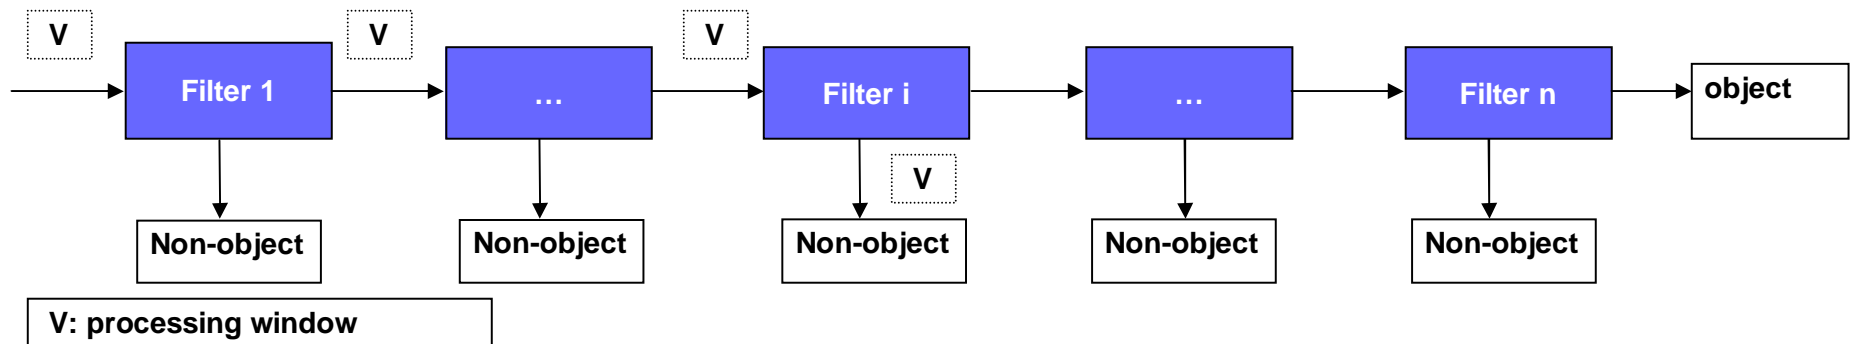 V
V
V
Filter 1
…
Filter i
…
Filter n
object
V
Non-object
Non-object
Non-object
Non-object
Non-object
V: processing window